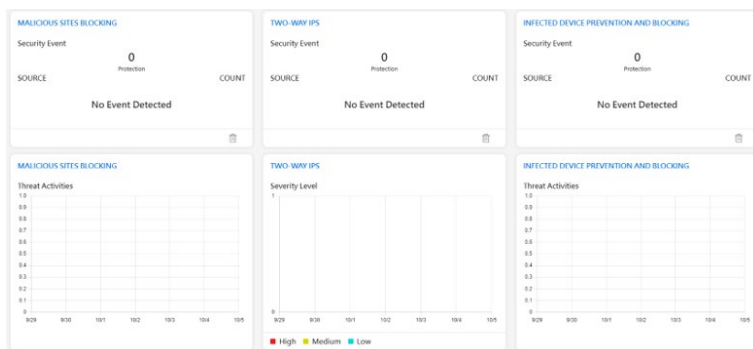 MALICIOUS SITES BLOCKING
Security Event
0
Protection
SOURCE COUNT
No Event Detected
TWO-WAY IPS
Security Event
0
Protection
SOURCE COUNT
No Event Detected
INFECTED DEVICE PREVENTION AND BLOCKING
Security Event
0
Protection
SOURCE COUNT
No Event Detected
MALICIOUS SITES BLOCKING
Threat Activities
1.0
0.9
0.8
0.7
0.6
0.5
0.4
0.3
0.2
0.1
0
9/29 9/30 10/1 10/2 10/3 10/4 10/5
TWO-WAY IPS
Severity Level
1
0
9/29 9/30 10/1 10/2 10/3 10/4 10/5
High Medium Low
INFECTED DEVICE PREVENTION AND BLOCKING
Threat Activities
1.0
0.9
0.8
0.7
0.6
0.5
0.4
0.3
0.2
0.1
0
9/29 9/30 10/1 10/2 10/3 10/4 10/5